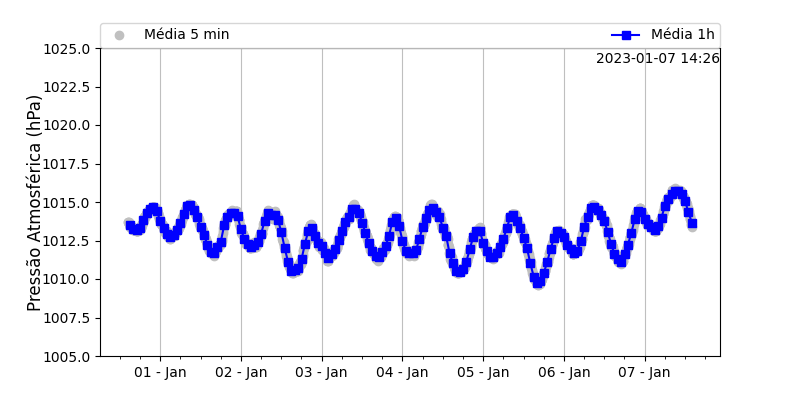 Média 5 min
Média 1h
2023-01-07 14:26
Pressão Atmosférica (hPa)
1025.0
1022.5
1020.0
1017.5
1015.0
1012.5
1010.0
1007.5
1005.0
01 - Jan
02 - Jan
03 - Jan
04 - Jan
05 - Jan
06 - Jan
07 - Jan